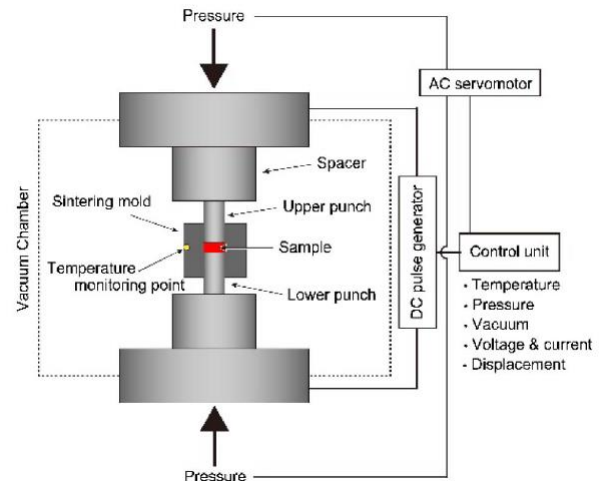 Pressure
AC servomotor
Spacer
Sintering mold
Upper punch
Vacuum Chamber
Sample
DC pulse generator
Control unit
Temperature
monitoring point
Lower punch
• Temperature
• Pressure
• Vacuum
• Voltage & current
• Displacement
Pressure